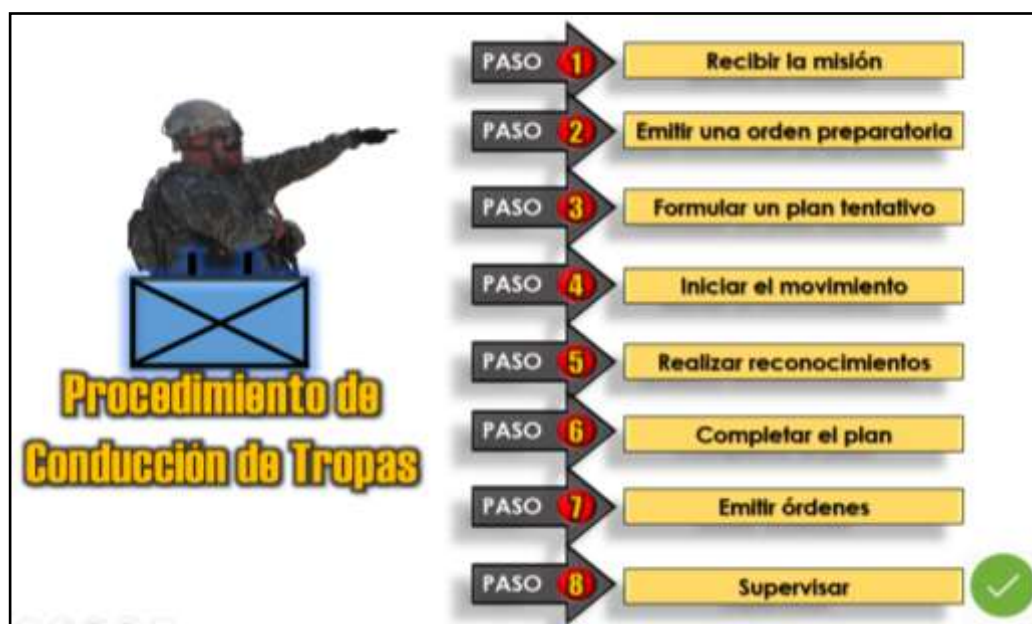 PASO 1 Recibir la misión
PASO 2 Emitir una orden preparatoria
PASO 3 Formular un plan tentativo
PASO 4 Iniciar el movimiento
PASO 5 Realizar reconocimientos
PASO 6 Completar el plan
PASO 7 Emitir órdenes
PASO 8 Supervisar
Procedimiento de
Conducción de Tropas